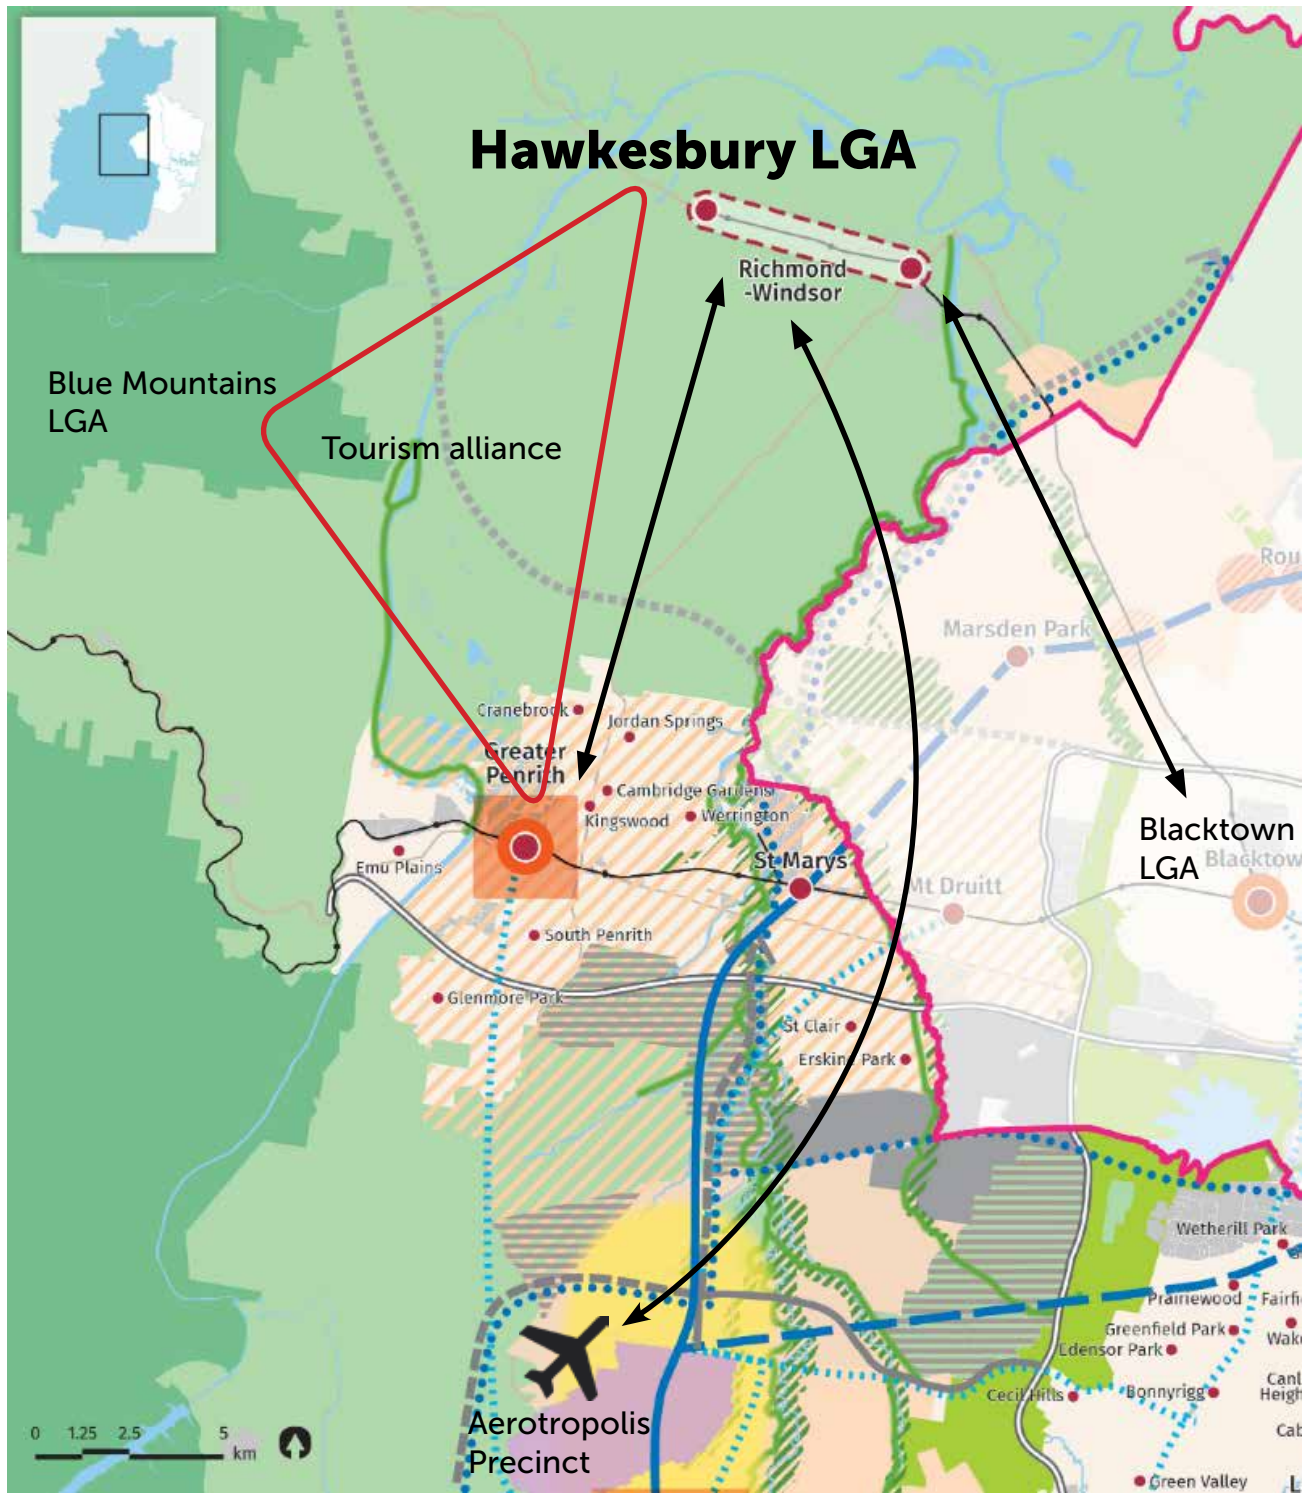 Hawkesbury LGA
Richmond
-Windsor
Blue Mountains
LGA
Tourism alliance
Marsden Park
Cranebrook
Jordan Springs
Greater
Penrith
Cambridge Gardens
Kingswood
Werrington
Emu Plains
St Marys
Mt Druitt
Blacktown
LGA
South Penrith
Glenmore Park
St Clair
Erskine Park
Wetherill Park
Prairiewood
Greenfield Park
Edensor Park
Cecil Hills
Bonnyrigg
Aerotropolis
Precinct
0 1.25 2.5 5
km
Green Valley